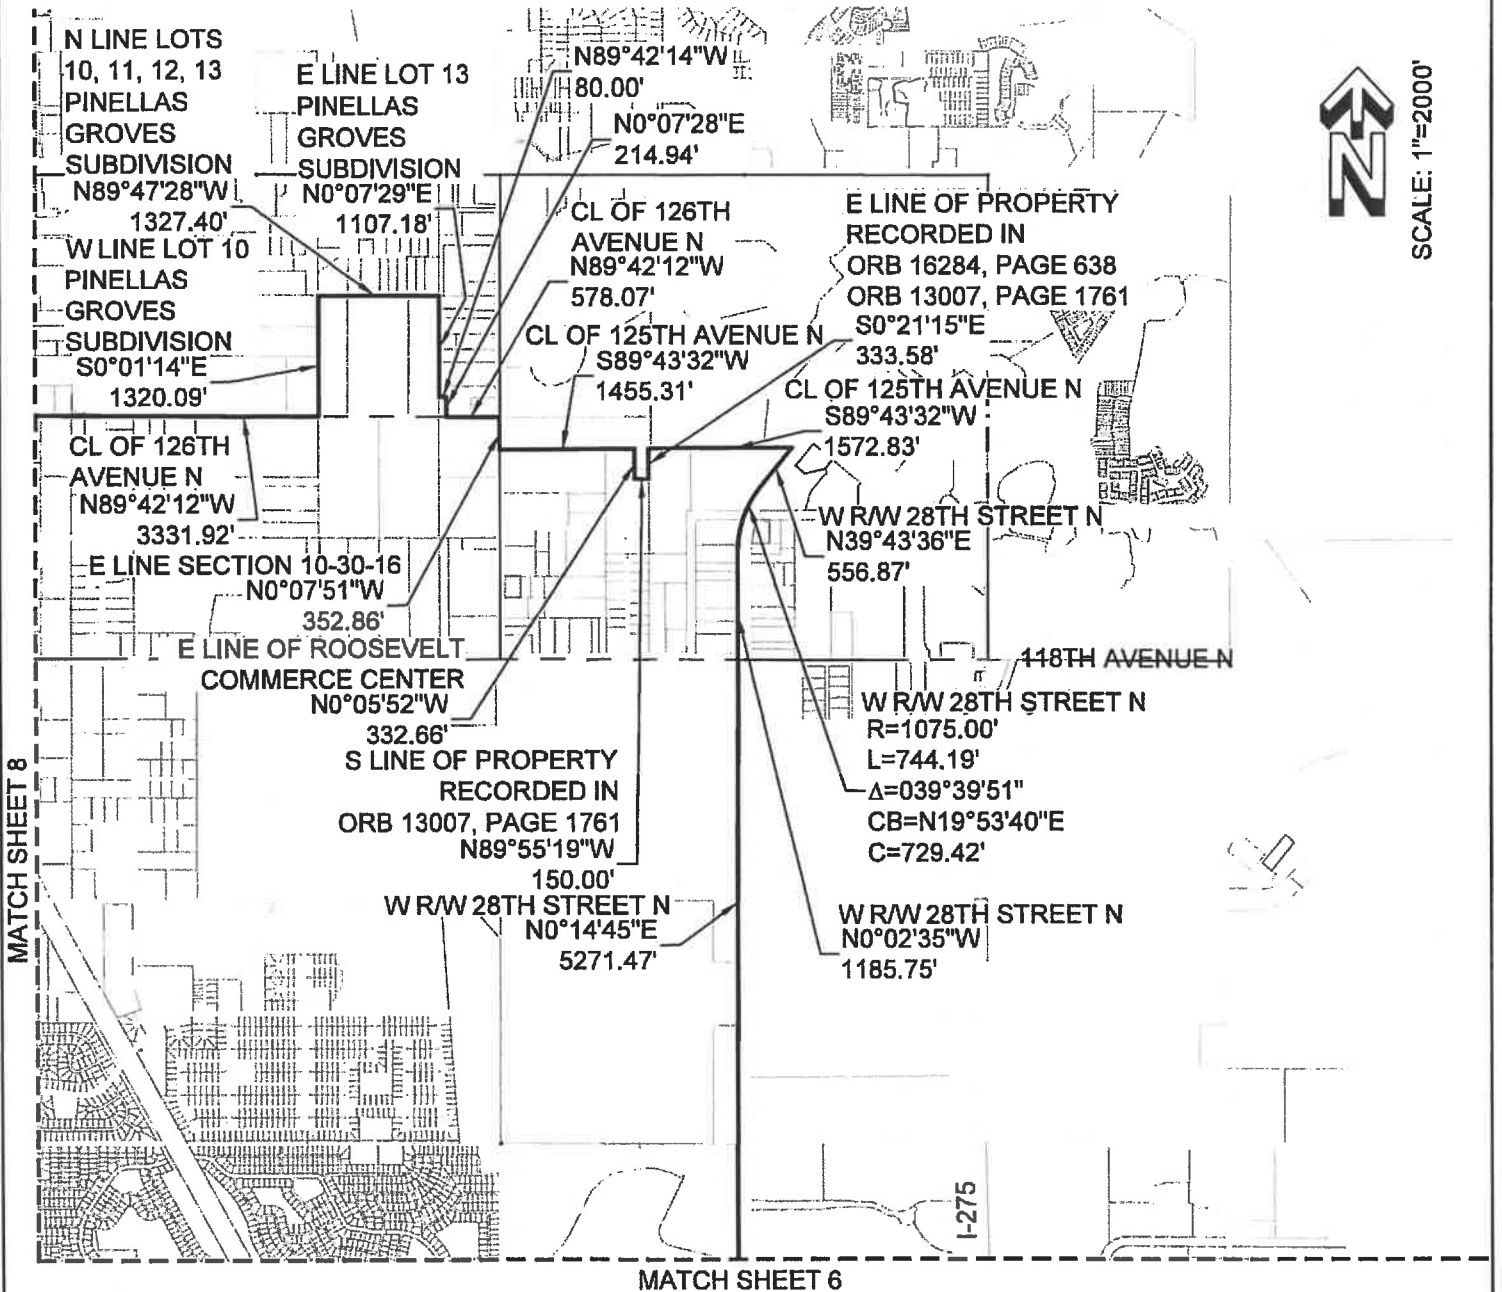 N LINE LOTS
10, 11, 12, 13
PINELLAS
GROVES
SUBDIVISION
N89°47'28"W
1327.40'
E LINE LOT 13
PINELLAS
GROVES
SUBDIVISION
N0°07'29"E
1107.18'
N89°42'14"W
80.00'
N0°07'28"E
214.94'
CL OF 126TH
AVENUE N
N89°42'12"W
578.07'
E LINE OF PROPERTY
RECORDED IN
ORB 16284, PAGE 638
ORB 13007, PAGE 1761
S0°21'15"E
333.58'
N
SCALE: 1"=2000'
W LINE LOT 10
PINELLAS
GROVES
SUBDIVISION
S0°01'14"E
1320.09'
CL OF 125TH AVENUE N
S89°43'32"W
1455.31'
CL OF 125TH AVENUE N
S89°43'32"W
1572.83'
CL OF 126TH
AVENUE N
N89°42'12"W
3331.92'
W R/W 28TH STREET N
N39°43'36"E
556.87'
E LINE SECTION 10-30-16
N0°07'51"W
352.86'
E LINE OF ROOSEVELT
COMMERCE CENTER
N0°05'52"W
332.66'
118TH AVENUE N
W R/W 28TH STREET N
R=1075.00'
L=744.19'
Δ=039°39'51"
CB=N19°53'40"E
C=729.42'
S LINE OF PROPERTY
RECORDED IN
ORB 13007, PAGE 1761
N89°55'19"W
150.00'
W R/W 28TH STREET N
N0°14'45"E
5271.47'
W R/W 28TH STREET N
N0°02'35"W
1185.75'
MATCH SHEET 8
I-275
MATCH SHEET 6